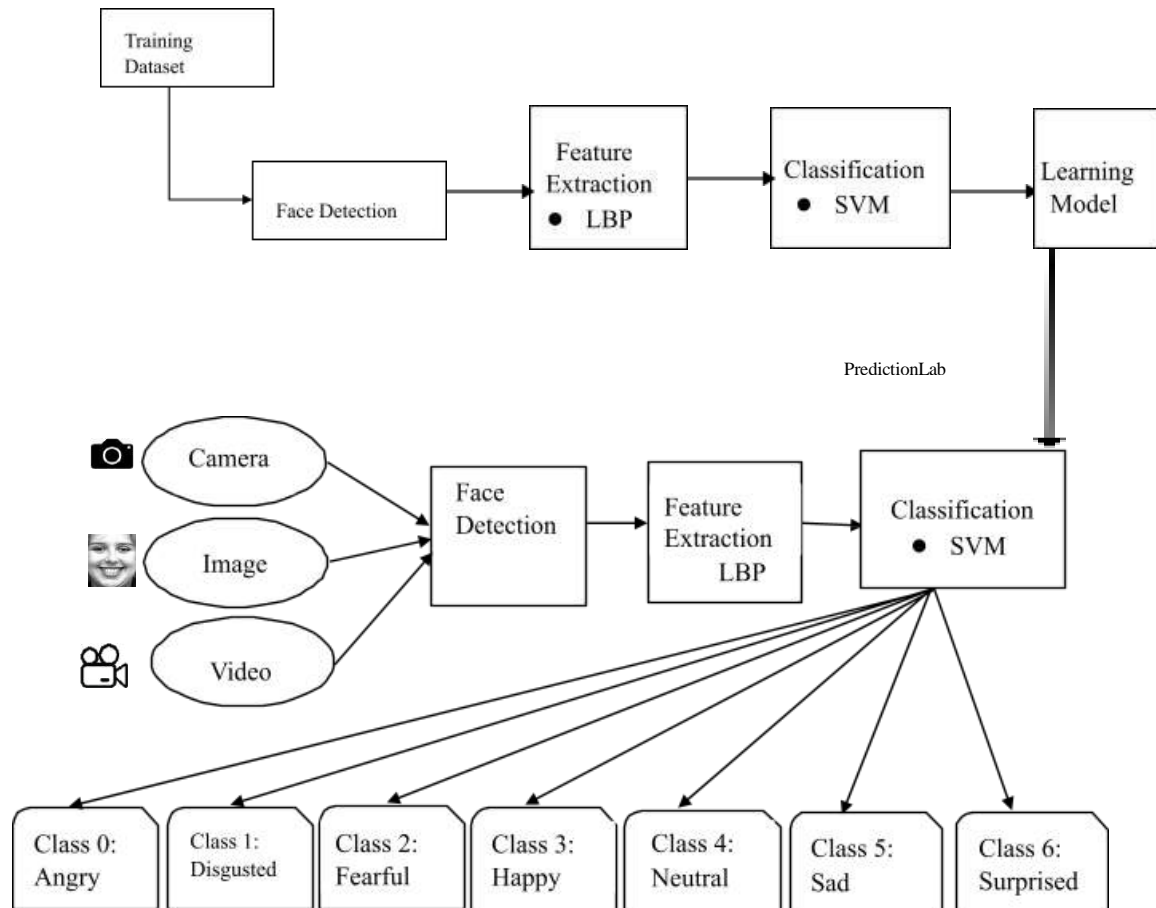 Training
Dataset
Face Detection
Feature
Extraction
● LBP
Classification
● SVM
Learning
Model
PredictionLab
Camera
Image
Video
Face
Detection
Feature
Extraction
LBP
Classification
● SVM
Class 0:
Angry
Class 1:
Disgusted
Class 2:
Fearful
Class 3:
Happy
Class 4:
Neutral
Class 5:
Sad
Class 6:
Surprised